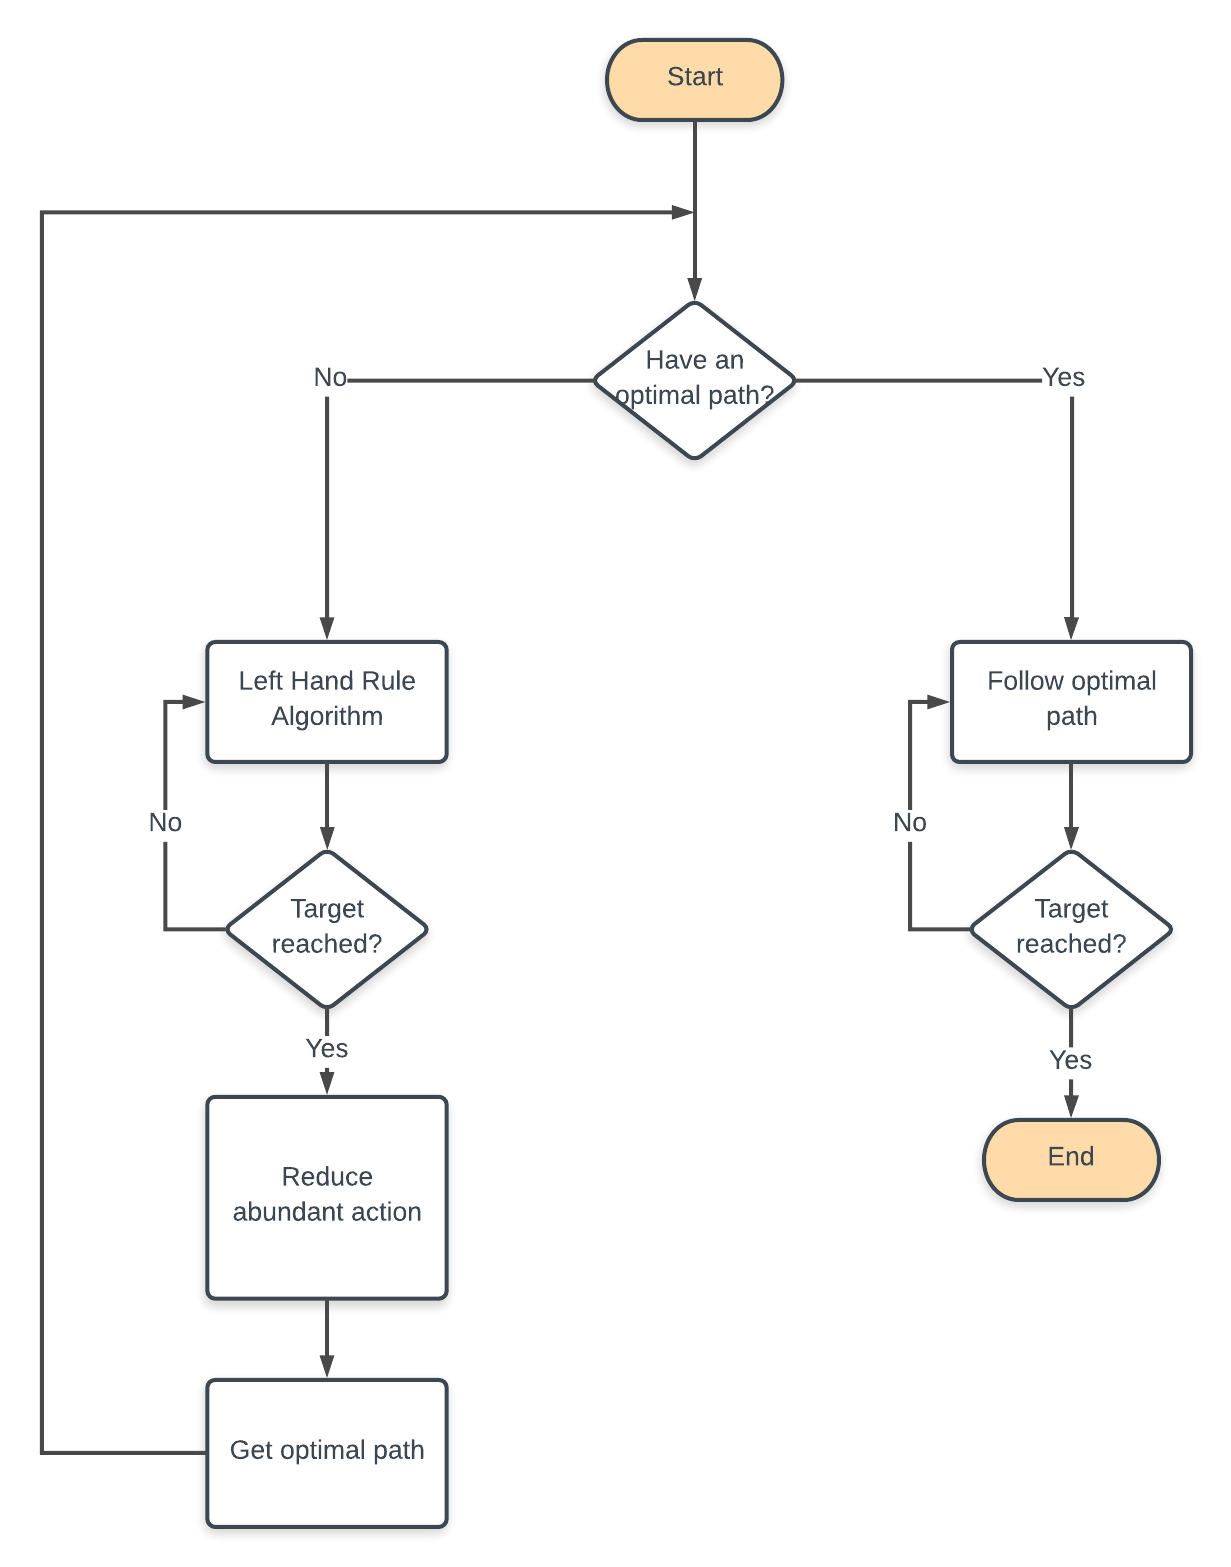 Start
Have an
optimal path?
No
Yes
Left Hand Rule
Algorithm
Follow optimal
path
No
No
Target
reached?
Target
reached?
Yes
Yes
End
Reduce
abundant action
Get optimal path